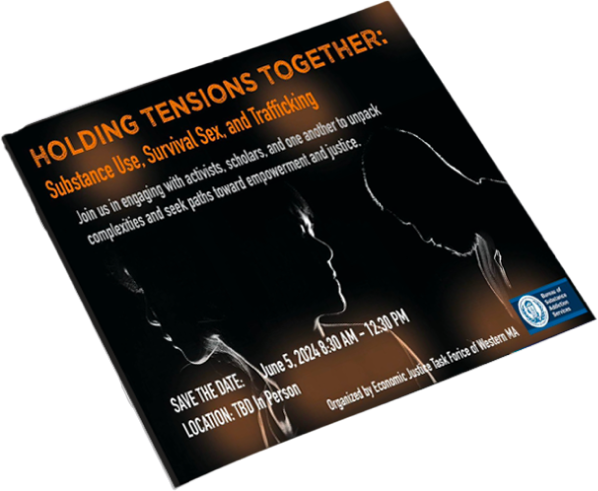 HOLDING TENSIONS TOGETHER:
Substance Use, Survival Sex, and Trafficking
Join us in engaging with activists, scholars, and one another to unpack
complexities and seek paths toward empowerment and justice.
SAVE THE DATE: June 5, 2024 8:30 AM – 12:30 PM
LOCATION: TBD In Person
Organized by Economic Justice Task Forice of Western MA
Bureau of
Substance
Addiction
Services